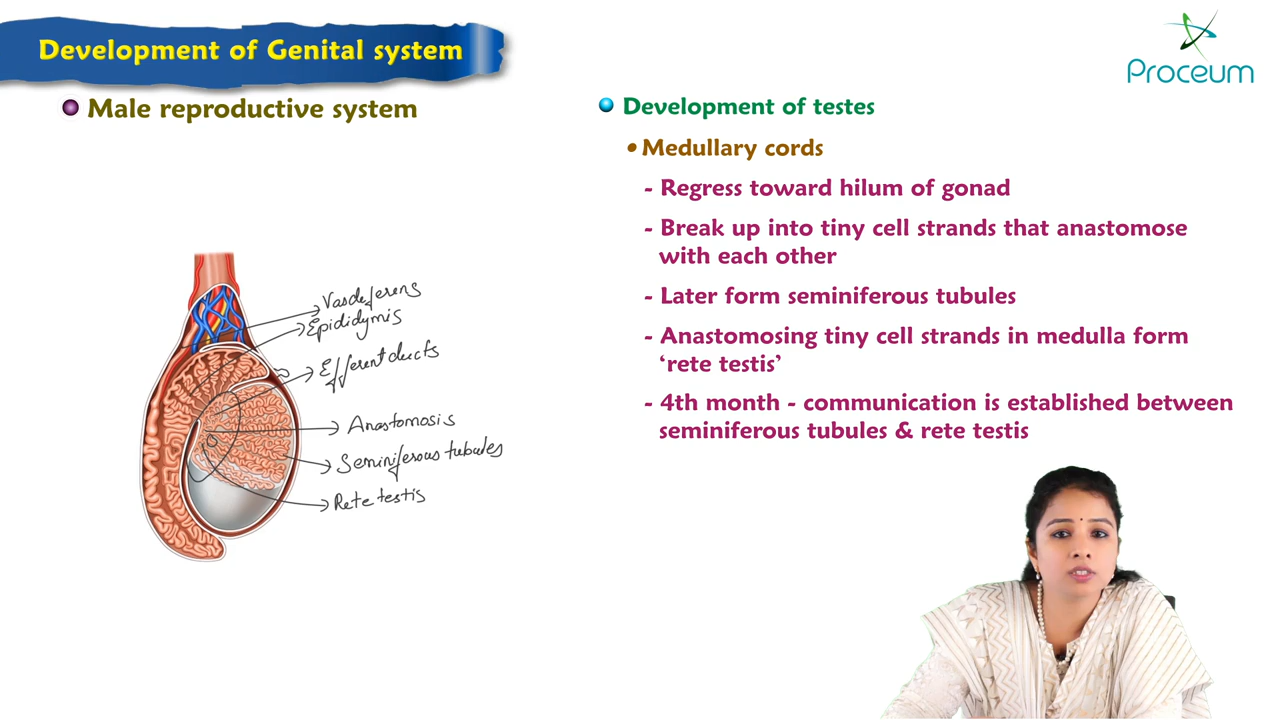 Development of Genital system
Proceum
Male reproductive system
Development of testes
• Medullary cords
- Regress toward hilum of gonad
- Break up into tiny cell strands that anastomose
with each other
- Later form seminiferous tubules
- Anastomosing tiny cell strands in medulla form
‘rete testis’
- 4th month - communication is established between
seminiferous tubules & rete testis
Vasdeferens
Epididymis
Efferent ducts
Anastomosis
Seminiferous tubules
Rete testis